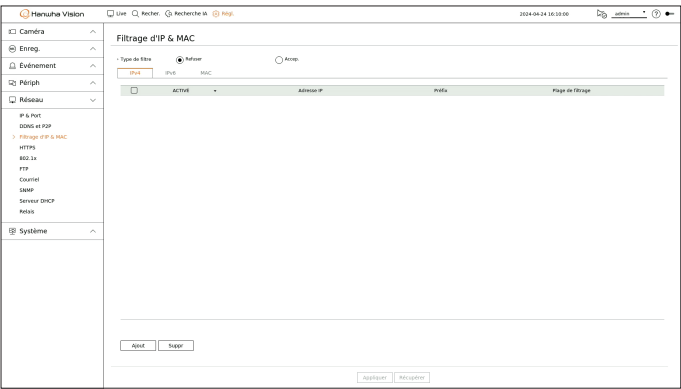 Hanwha Vision Live Recher. Recherche IA Régl. 2024-04-24 16:10:00 admin ?
Caméra
Enreg.
Événement
Périph
Réseau
IP & Port
DDNS et P2P
Filtrage d'IP & MAC
HTTPS
802.1x
FTP
Courriel
SNMP
Serveur DHCP
Relais
Système
Filtrage d'IP & MAC
Type de filtre Refuser Accep.
IPv4 IPv6 MAC
ACTIVÉ Adresse IP Préfix Plage de filtrage
Ajout Suppr
Appliquer Récupérer